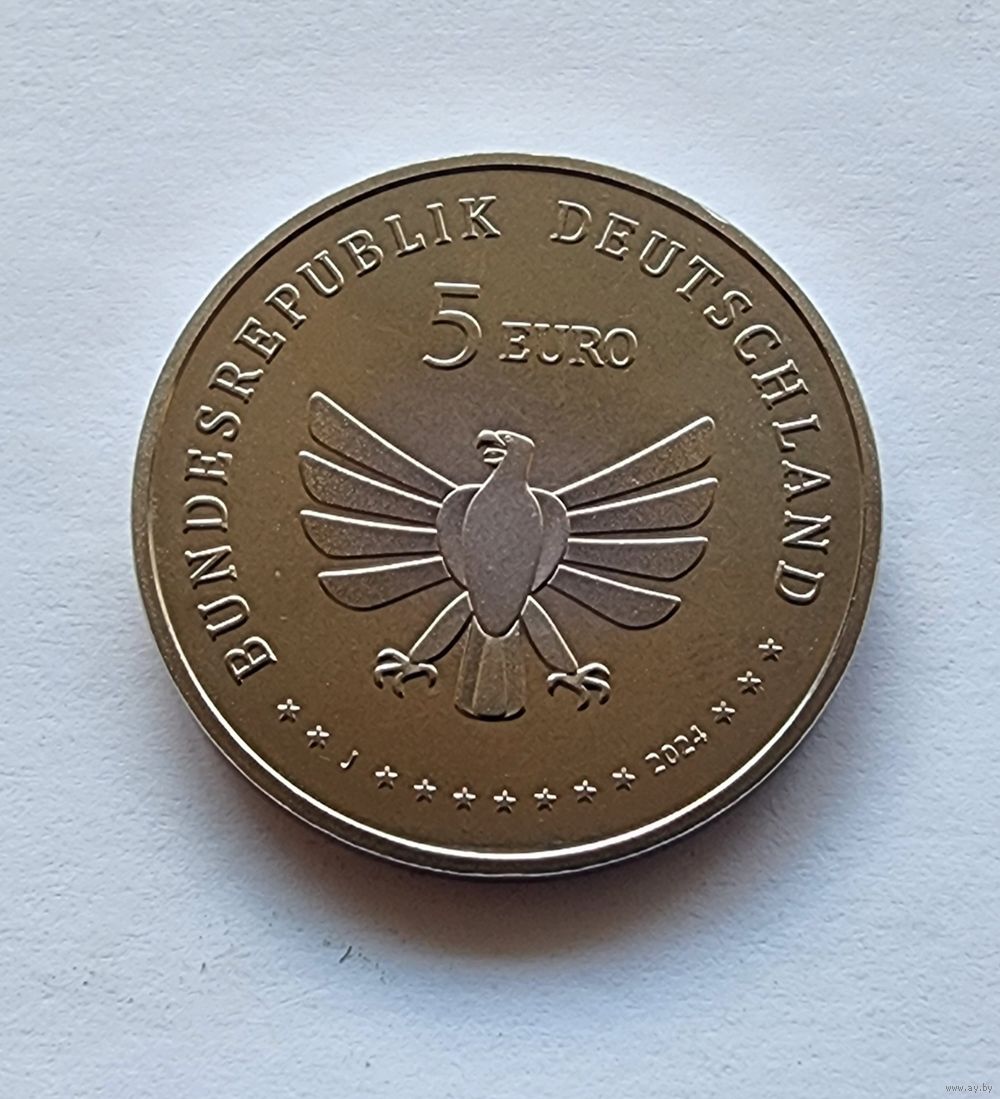 BUNDESREPUBLIK DEUTSCHLAND
5 EURO
J
2024
www.ay.by